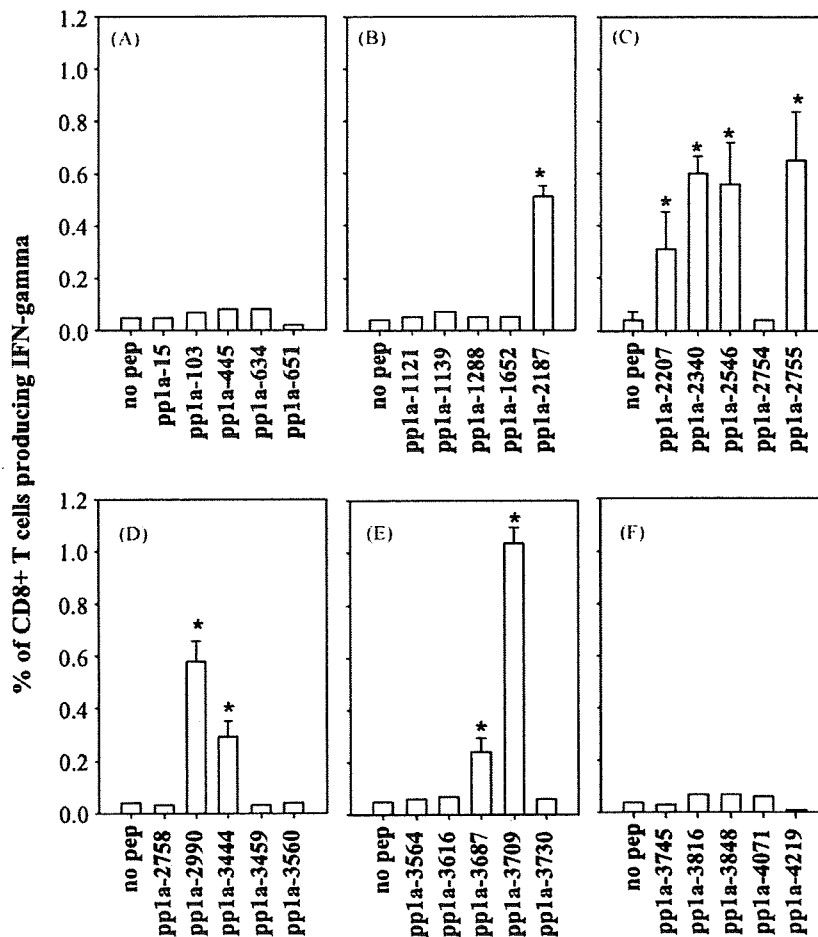 % of CD8+ T cells producing IFN-gamma
1.2
1.0
0.8
0.6
0.4
0.2
0.0
(A)
no pep
pp1a-15
pp1a-103
pp1a-445
pp1a-634
pp1a-651
(B)
*
no pep
pp1a-1121
pp1a-1139
pp1a-1288
pp1a-1652
pp1a-2187
(C)
*
*
*
*
no pep
pp1a-2207
pp1a-2340
pp1a-2546
pp1a-2754
pp1a-2755
1.2
1.0
0.8
0.6
0.4
0.2
0.0
(D)
*
*
no pep
pp1a-2758
pp1a-2990
pp1a-3444
pp1a-3459
pp1a-3560
(E)
*
*
no pep
pp1a-3564
pp1a-3616
pp1a-3687
pp1a-3709
pp1a-3730
(F)
no pep
pp1a-3745
pp1a-3816
pp1a-3848
pp1a-4071
pp1a-4219